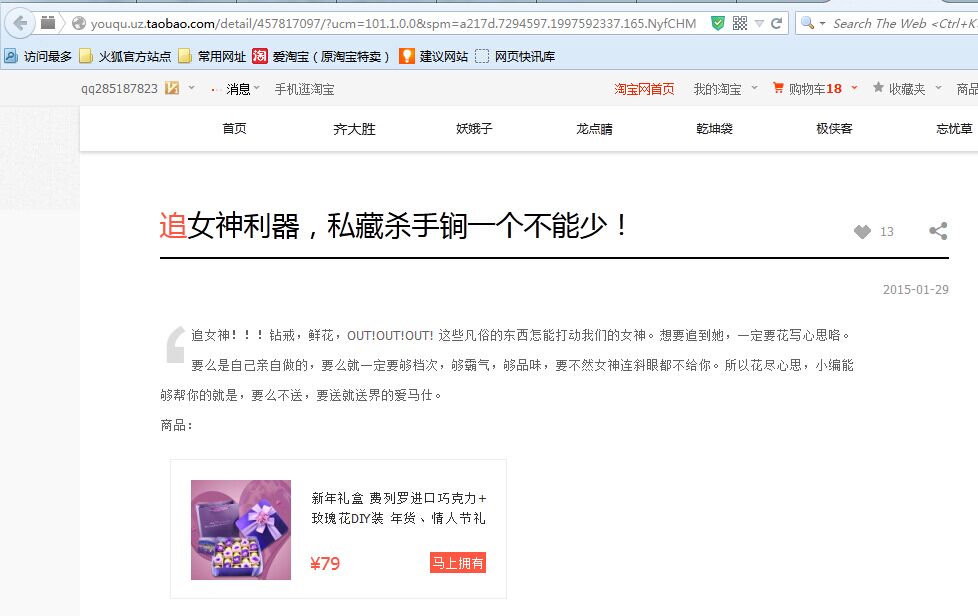 youqu.uz.taobao.com/detail/457817097/?ucm=101.1.0.0&spm=a217d.7294597.1997592337.165.NyfCHM
Search The Web <Ctrl+K
访问最多 火狐官方站点 常用网址 淘 爱淘宝（原淘宝特卖） 建议网站 网页快讯库
qq285187823 消息 手机逛淘宝 淘宝网首页 我的淘宝 购物车18 收藏夹 商品
首页 齐大胜 妖娥子 龙点睛 乾坤袋 极侠客 忘忧草
追女神利器，私藏杀手锏一个不能少！
13
2015-01-29
追女神！！！钻戒，鲜花，OUT!OUT!OUT! 这些凡俗的东西怎能打动我们的女神。想要追到她，一定要花写心思咯。
要么是自己亲自做的，要么就一定要够档次，够霸气，够品味，要不然女神连斜眼都不给你。所以花尽心思，小编能
够帮你的就是，要么不送，要送就送界的爱马仕。
商品：
新年礼盒 费列罗进口巧克力+
玫瑰花DIY装 年货、情人节礼
¥79 马上拥有